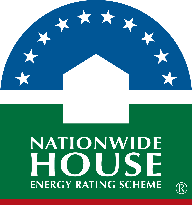 NATIONWIDE
HOUSE
ENERGY RATING SCHEME ®